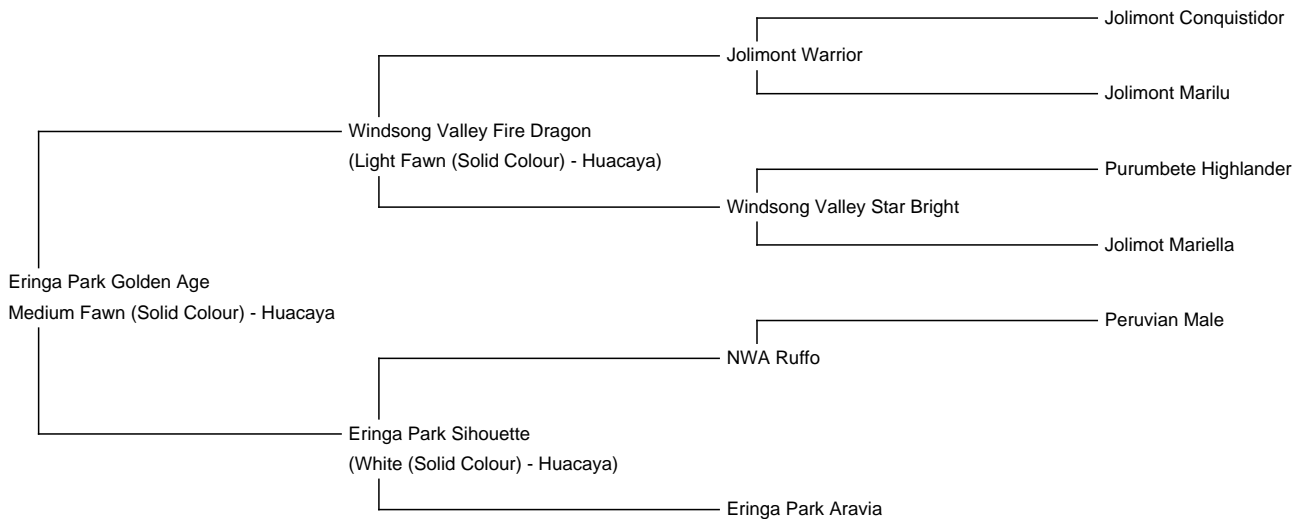 Jolimont Conquistidor
Jolimont Warrior
Jolimont Marilu
Windsong Valley Fire Dragon
(Light Fawn (Solid Colour) - Huacaya)
Purumbete Highlander
Windsong Valley Star Bright
Jolimot Mariella
Eringa Park Golden Age
Medium Fawn (Solid Colour) - Huacaya
Peruvian Male
NWA Ruffo
Eringa Park Sihouette
(White (Solid Colour) - Huacaya)
Eringa Park Aravia